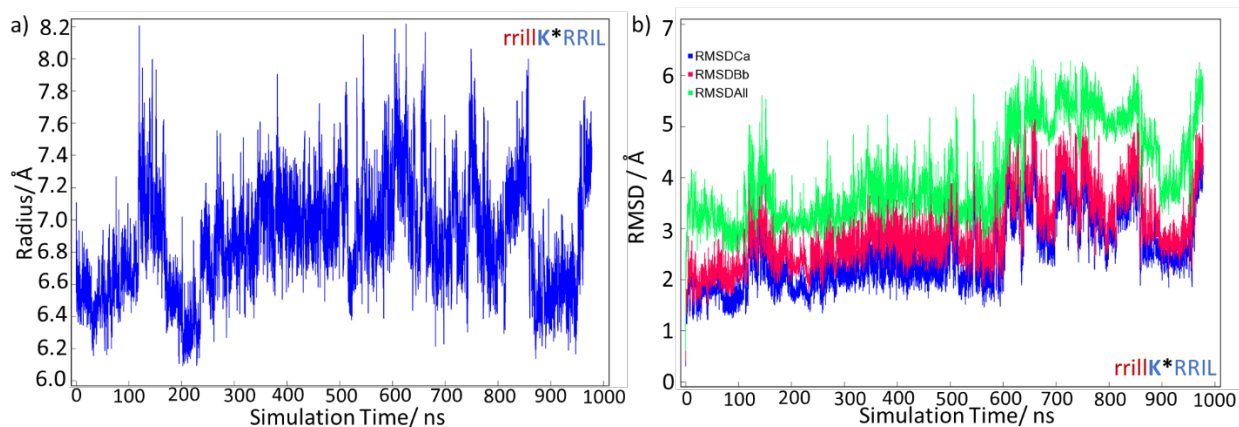 a)
rrillK*RRIL
Radius/ Å
8.2
8.0
7.8
7.6
7.4
7.2
7.0
6.8
6.6
6.4
6.2
6.0
0 100 200 300 400 500 600 700 800 900 1000
Simulation Time/ ns
b)
RMSD / Å
7
6
5
4
3
2
1
0
RMSDCa
RMSDBb
RMSDAll
rrillK*RRIL
0 100 200 300 400 500 600 700 800 900 1000
Simulation Time/ ns